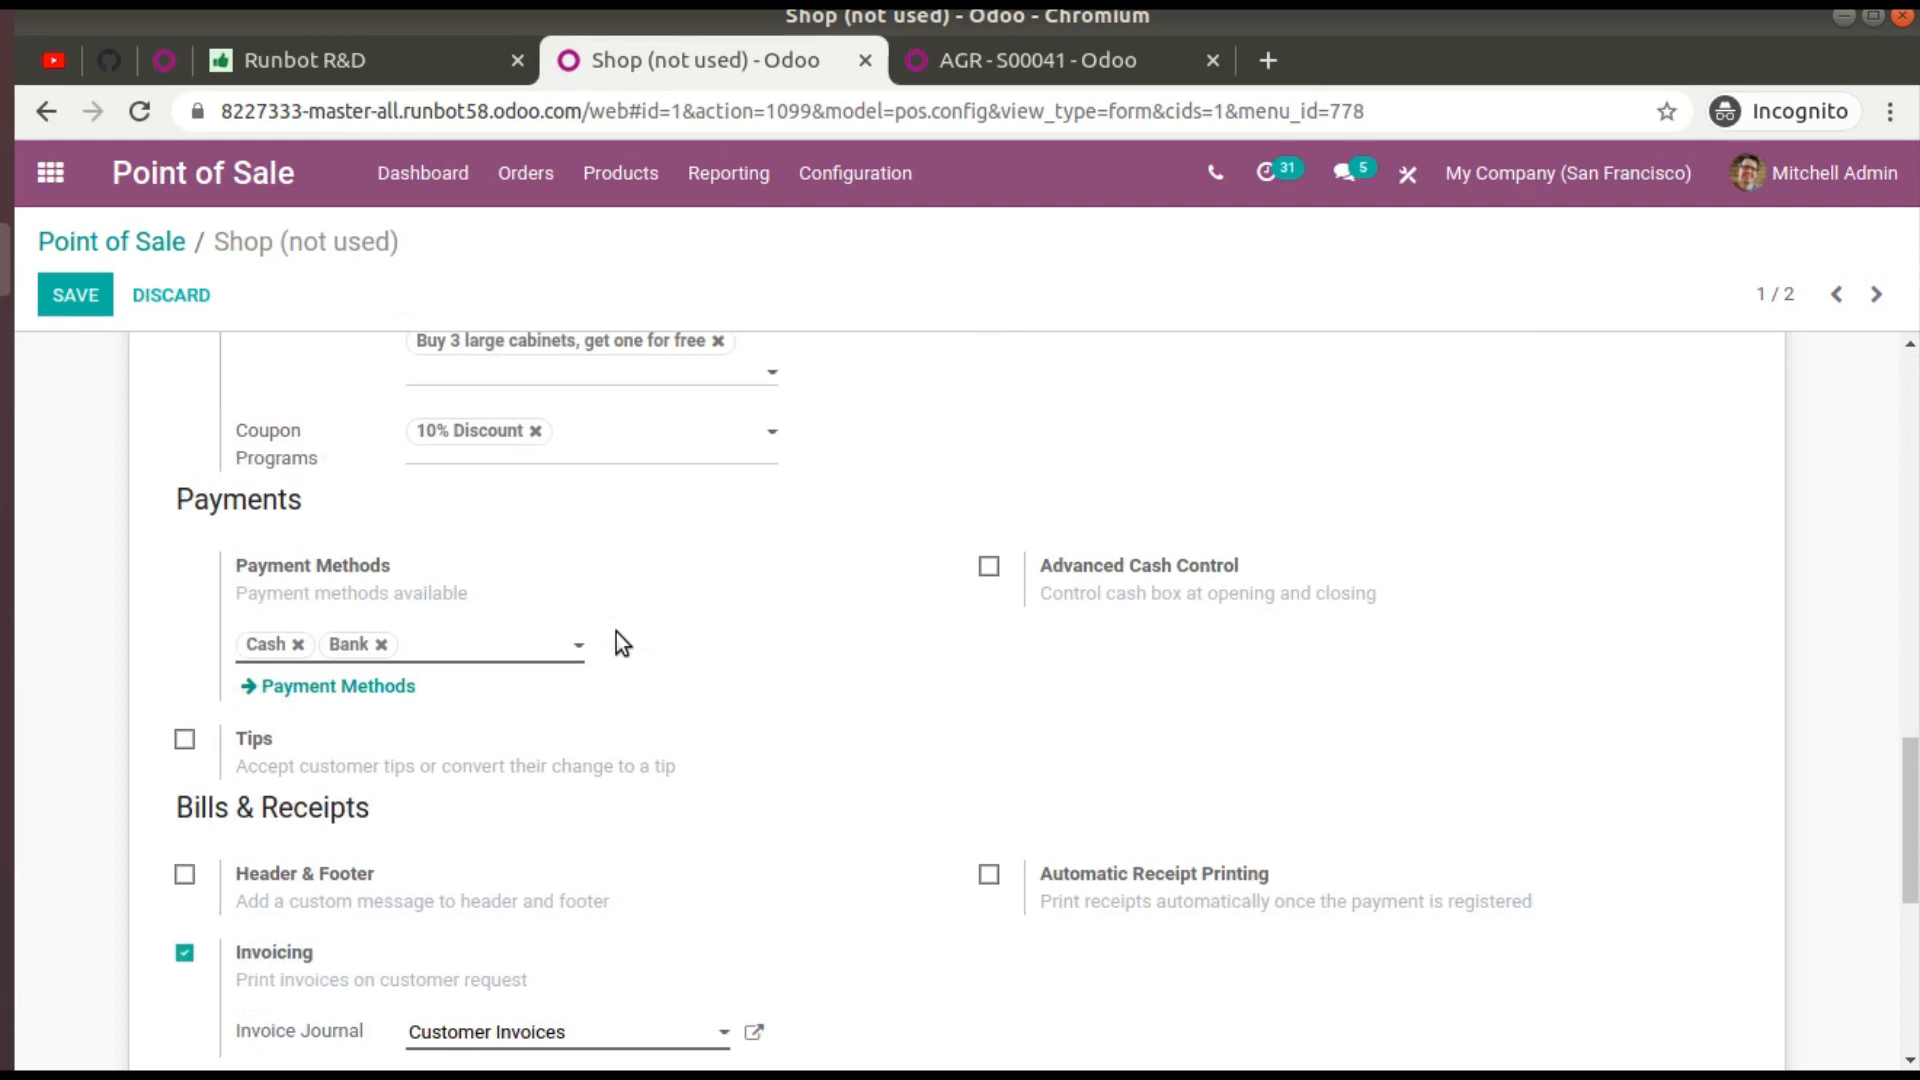 Shop (not used) - Odoo - Chromium
Runbot R&D
Shop (not used) - Odoo
AGR - S00041 - Odoo
8227333-master-all.runbot58.odoo.com/web#id=1&action=1099&model=pos.config&view_type=form&cids=1&menu_id=778
Incognito
Point of Sale
Dashboard
Orders
Products
Reporting
Configuration
31
5
My Company (San Francisco)
Mitchell Admin
Point of Sale / Shop (not used)
SAVE
DISCARD
1 / 2
Buy 3 large cabinets, get one for free
Coupon
Programs
10% Discount
Payments
Payment Methods
Payment methods available
Cash
Bank
Payment Methods
Advanced Cash Control
Control cash box at opening and closing
Tips
Accept customer tips or convert their change to a tip
Bills & Receipts
Header & Footer
Add a custom message to header and footer
Automatic Receipt Printing
Print receipts automatically once the payment is registered
Invoicing
Print invoices on customer request
Invoice Journal
Customer Invoices